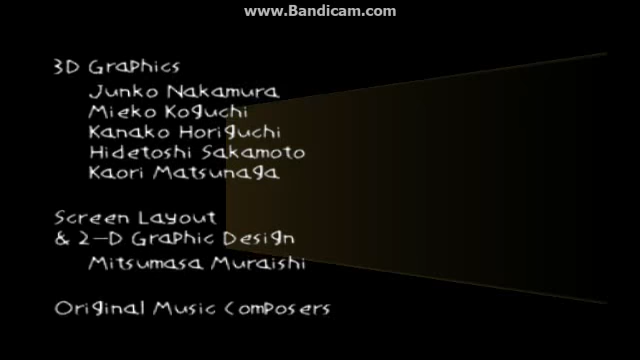 www.Bandicam.com
3D Graphics
Junko Nakamura
Mieko Koguchi
Kanako Horiguchi
Hidetoshi Sakamoto
Kaori Matsunaga
Screen Layout
& 2-D Graphic Design
Mitsumasa Muraishi
Original Music Composers